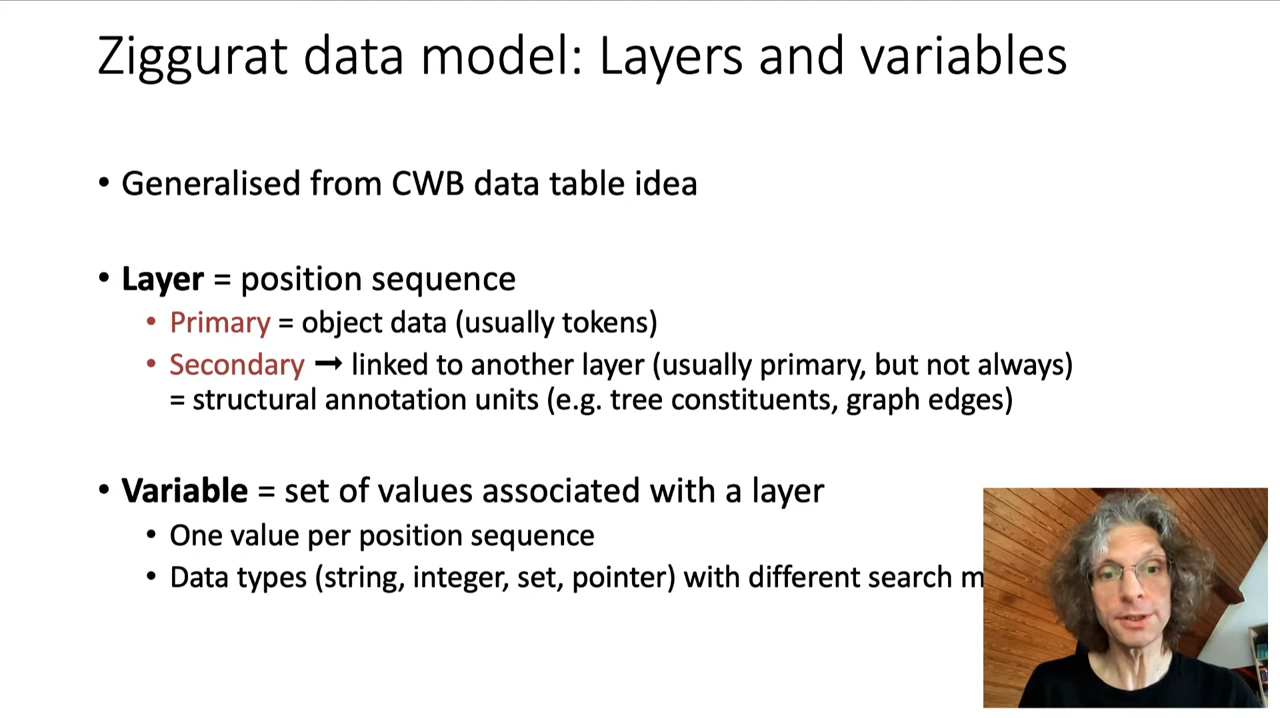 Ziggurat data model: Layers and variables
• Generalised from CWB data table idea
• Layer = position sequence
• Primary = object data (usually tokens)
• Secondary ➞ linked to another layer (usually primary, but not always)
= structural annotation units (e.g. tree constituents, graph edges)
• Variable = set of values associated with a layer
• One value per position sequence
• Data types (string, integer, set, pointer) with different search